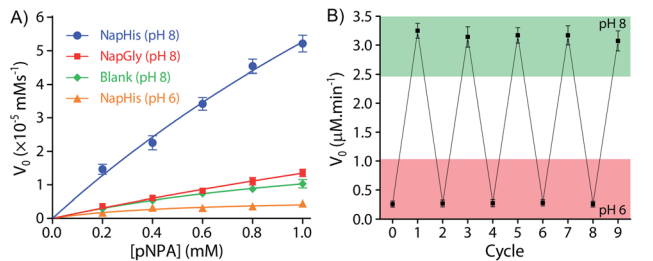 A)
V₀ (×10⁻⁵ mMs⁻¹)
6
5
4
3
2
1
0
NapHis (pH 8)
NapGly (pH 8)
Blank (pH 8)
NapHis (pH 6)
0.0 0.2 0.4 0.6 0.8 1.0
[pNPA] (mM)
B)
V₀ (μM.min⁻¹)
3.5
3.0
2.5
2.0
1.5
1.0
0.5
0.0
pH 8
pH 6
0 1 2 3 4 5 6 7 8 9
Cycle